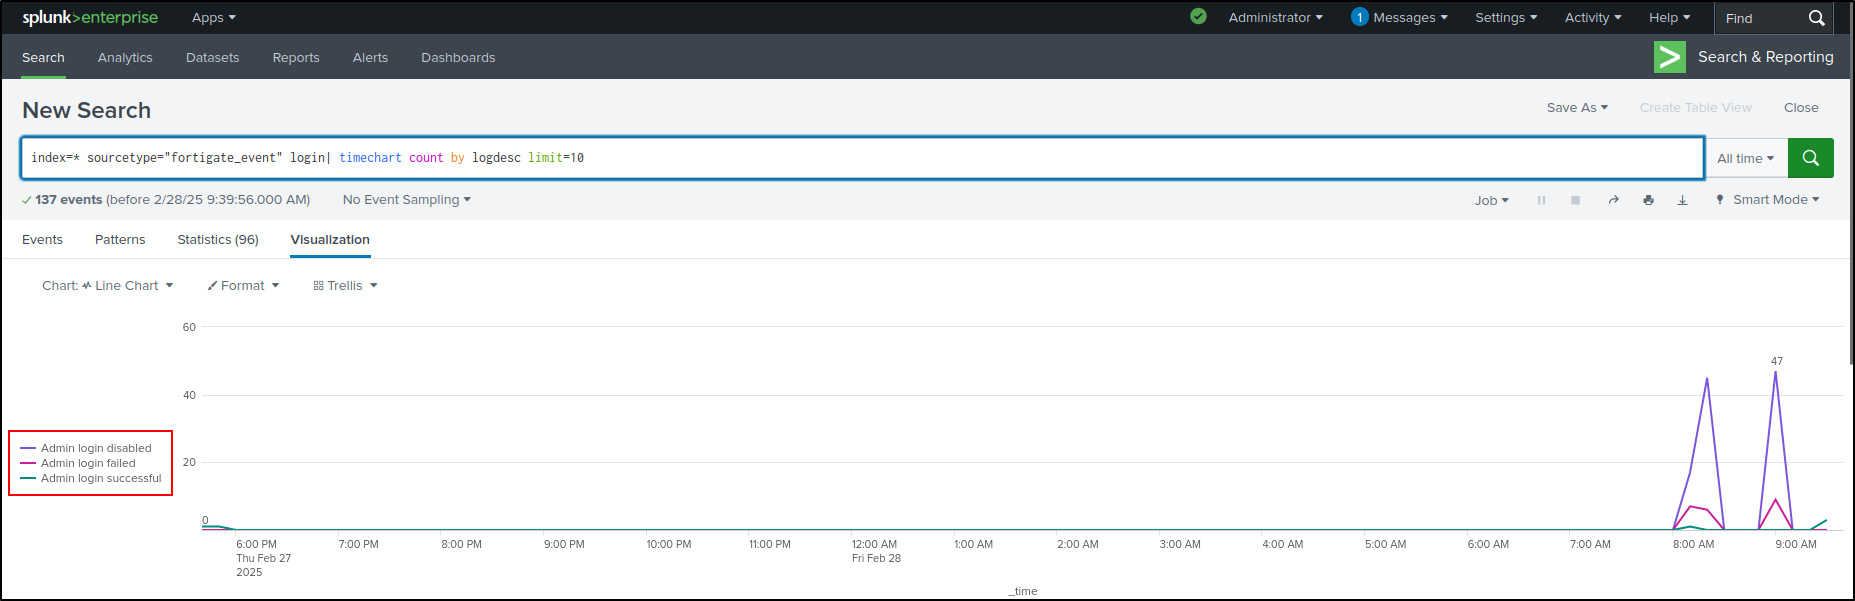 splunk>enterprise Apps Administrator 1 Messages Settings Activity Help Find
Search Analytics Datasets Reports Alerts Dashboards Search & Reporting
New Search Save As Create Table View Close
index=* sourcetype="fortigate_event" login| timechart count by logdesc limit=10 All time
137 events (before 2/28/25 9:39:56.000 AM) No Event Sampling Job Smart Mode
Events Patterns Statistics (96) Visualization
Chart: Line Chart Format Trellis
60
47
40
Admin login disabled
Admin login failed
Admin login successful
20
0
6:00 PM 7:00 PM 8:00 PM 9:00 PM 10:00 PM 11:00 PM 12:00 AM 1:00 AM 2:00 AM 3:00 AM 4:00 AM 5:00 AM 6:00 AM 7:00 AM 8:00 AM 9:00 AM
Thu Feb 27 Fri Feb 28
2025
_time